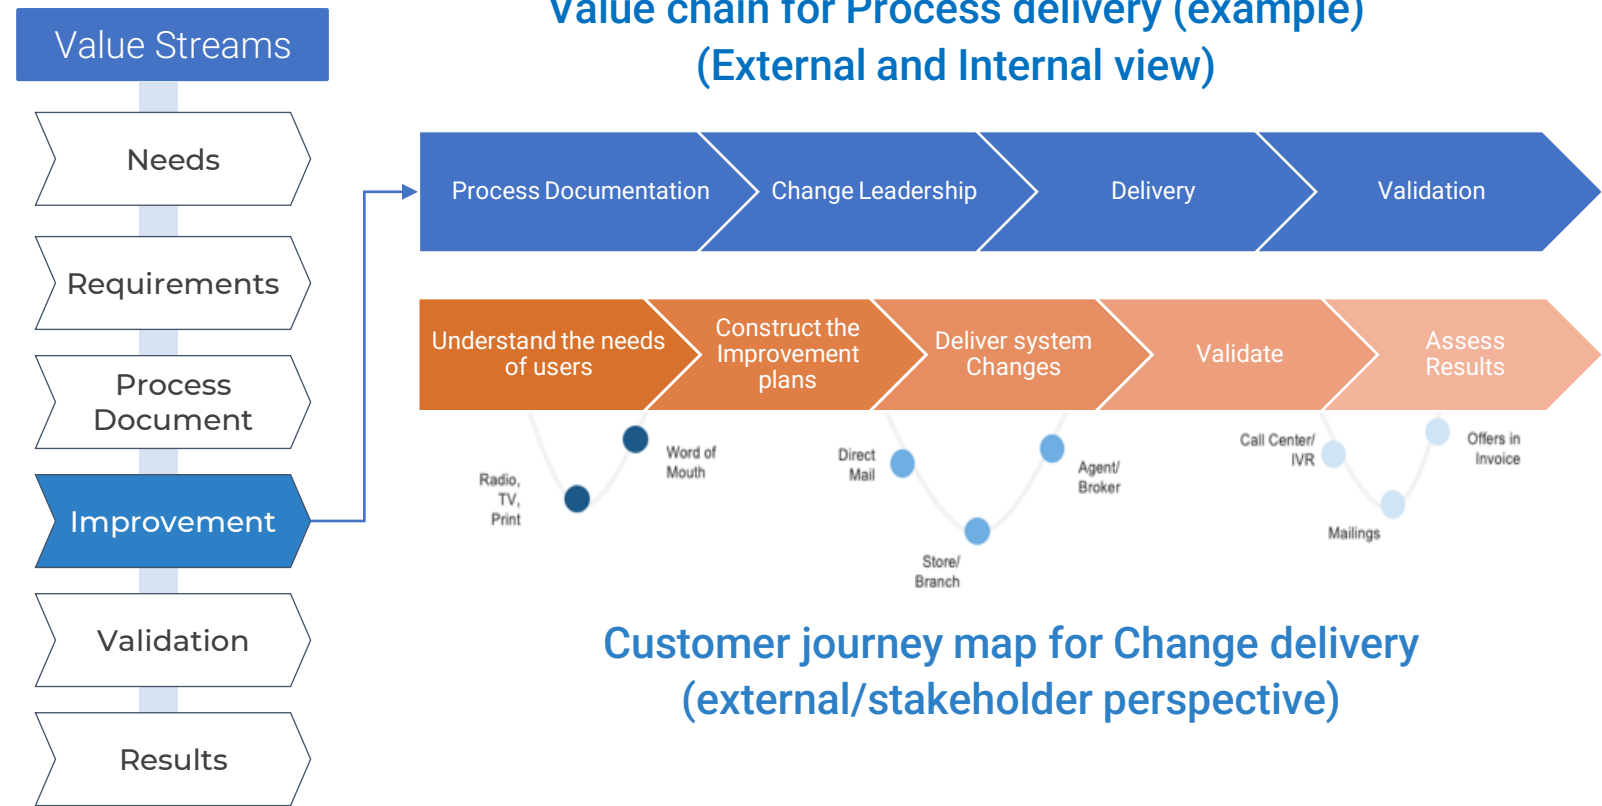 Value chain for Process delivery (example)
(External and Internal view)
Value Streams
Needs
Requirements
Process
Document
Improvement
Validation
Results
Process Documentation
Change Leadership
Delivery
Validation
Understand the needs
of users
Construct the
Improvement
plans
Deliver system
Changes
Validate
Assess
Results
Radio,
TV,
Print
Word of
Mouth
Direct
Mail
Store/
Branch
Agent/
Broker
Call Center/
IVR
Mailings
Offers in
Invoice
Customer journey map for Change delivery
(external/stakeholder perspective)